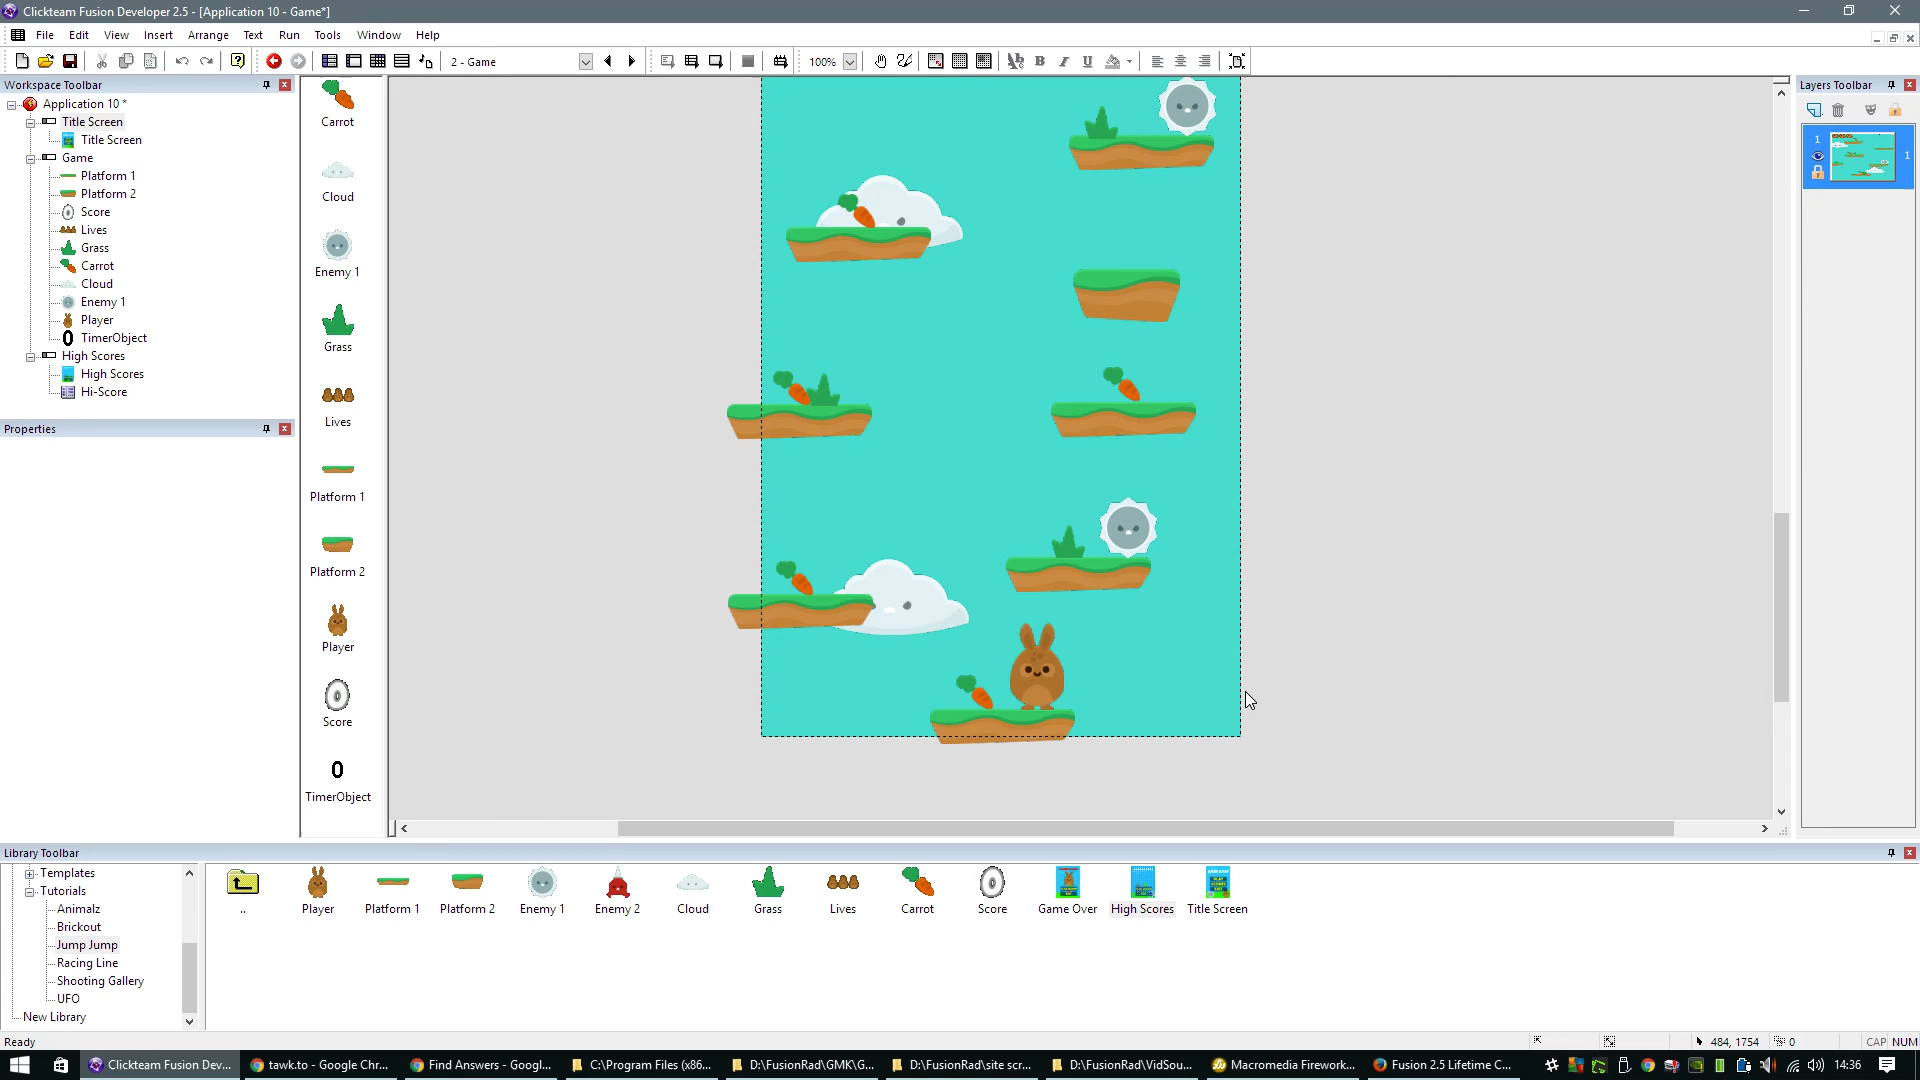 Clickteam Fusion Developer 2.5 - [Application 10 - Game*]
File Edit View Insert Arrange Text Run Tools Window Help
2 - Game
100%
Workspace Toolbar
Application 10 *
Title Screen
Title Screen
Game
Platform 1
Platform 2
Score
Lives
Grass
Carrot
Cloud
Enemy 1
Player
TimerObject
High Scores
High Scores
Hi-Score
Properties
Carrot
Cloud
Enemy 1
Grass
Lives
Platform 1
Platform 2
Player
Score
0
TimerObject
Layers Toolbar
1
1
Library Toolbar
Templates
Tutorials
Animalz
Brickout
Jump Jump
Racing Line
Shooting Gallery
UFO
New Library
..
Player
Platform 1
Platform 2
Enemy 1
Enemy 2
Cloud
Grass
Lives
Carrot
Score
Game Over
High Scores
Title Screen
Ready
484, 1754
0
CAP NUM
Clickteam Fusion Dev...
tawk.to - Google Chr...
Find Answers - Googl...
C:\Program Files (x86...
D:\FusionRad\GMK\G...
D:\FusionRad\site scr...
D:\FusionRad\VidSou...
Macromedia Firework...
Fusion 2.5 Lifetime C...
14:36